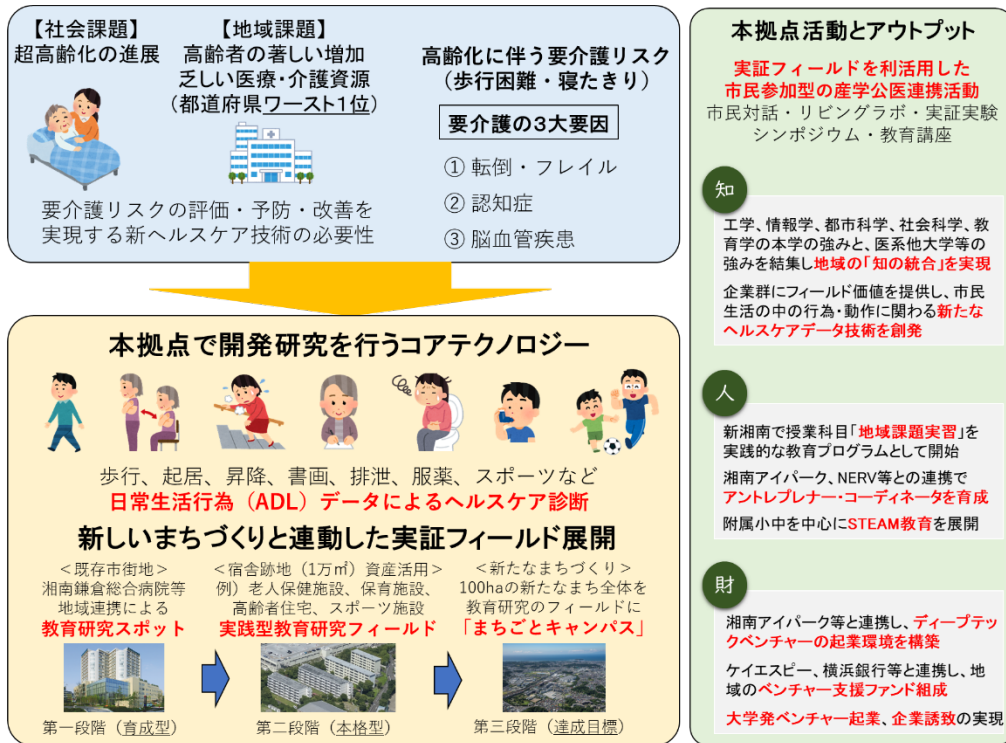 【社会課題】
超高齢化の進展
【地域課題】
高齢者の著しい増加
乏しい医療・介護資源
(都道府県ワースト1位)
要介護リスクの評価・予防・改善を
実現する新ヘルスケア技術の必要性
高齢化に伴う要介護リスク
(歩行困難・寝たきり)
要介護の3大要因
① 転倒・フレイル
② 認知症
③ 脳血管疾患
本拠点で開発研究を行うコアテクノロジー
歩行、起居、昇降、書画、排泄、服薬、スポーツなど
日常生活行為(ADL)データによるヘルスケア診断
新しいまちづくりと連動した実証フィールド展開
<既存市街地>
湘南鎌倉総合病院等
地域連携による
教育研究スポット
第一段階(育成型)
<宿舎跡地(1万㎡)資産活用>
例)老人保健施設、保育施設、
高齢者住宅、スポーツ施設
実践型教育研究フィールド
第二段階(本格型)
<新たなまちづくり>
100haの新たなまち全体を
教育研究のフィールドに
「まちごとキャンパス」
第三段階(達成目標)
本拠点活動とアウトプット
実証フィールドを利活用した
市民参加型の産学公医連携活動
市民対話・リビングラボ・実証実験
シンポジウム・教育講座
知
工学、情報学、都市科学、社会科学、教
育学の本学の強みと、医系他大学等の
強みを結集し地域の「知の統合」を実現
企業群にフィールド価値を提供し、市民
生活の中の行為・動作に関わる新たな
ヘルスケアデータ技術を創発
人
新湘南で授業科目「地域課題実習」を
実践的な教育プログラムとして開始
湘南アイパーク、NERV等との連携で
アントレプレナー・コーディネータを育成
附属小中を中心にSTEAM教育を展開
財
湘南アイパーク等と連携し、ディープテ
ックベンチャーの起業環境を構築
ケイエスピー、横浜銀行等と連携し、地
域のベンチャー支援ファンド組成
大学発ベンチャー起業、企業誘致の実現